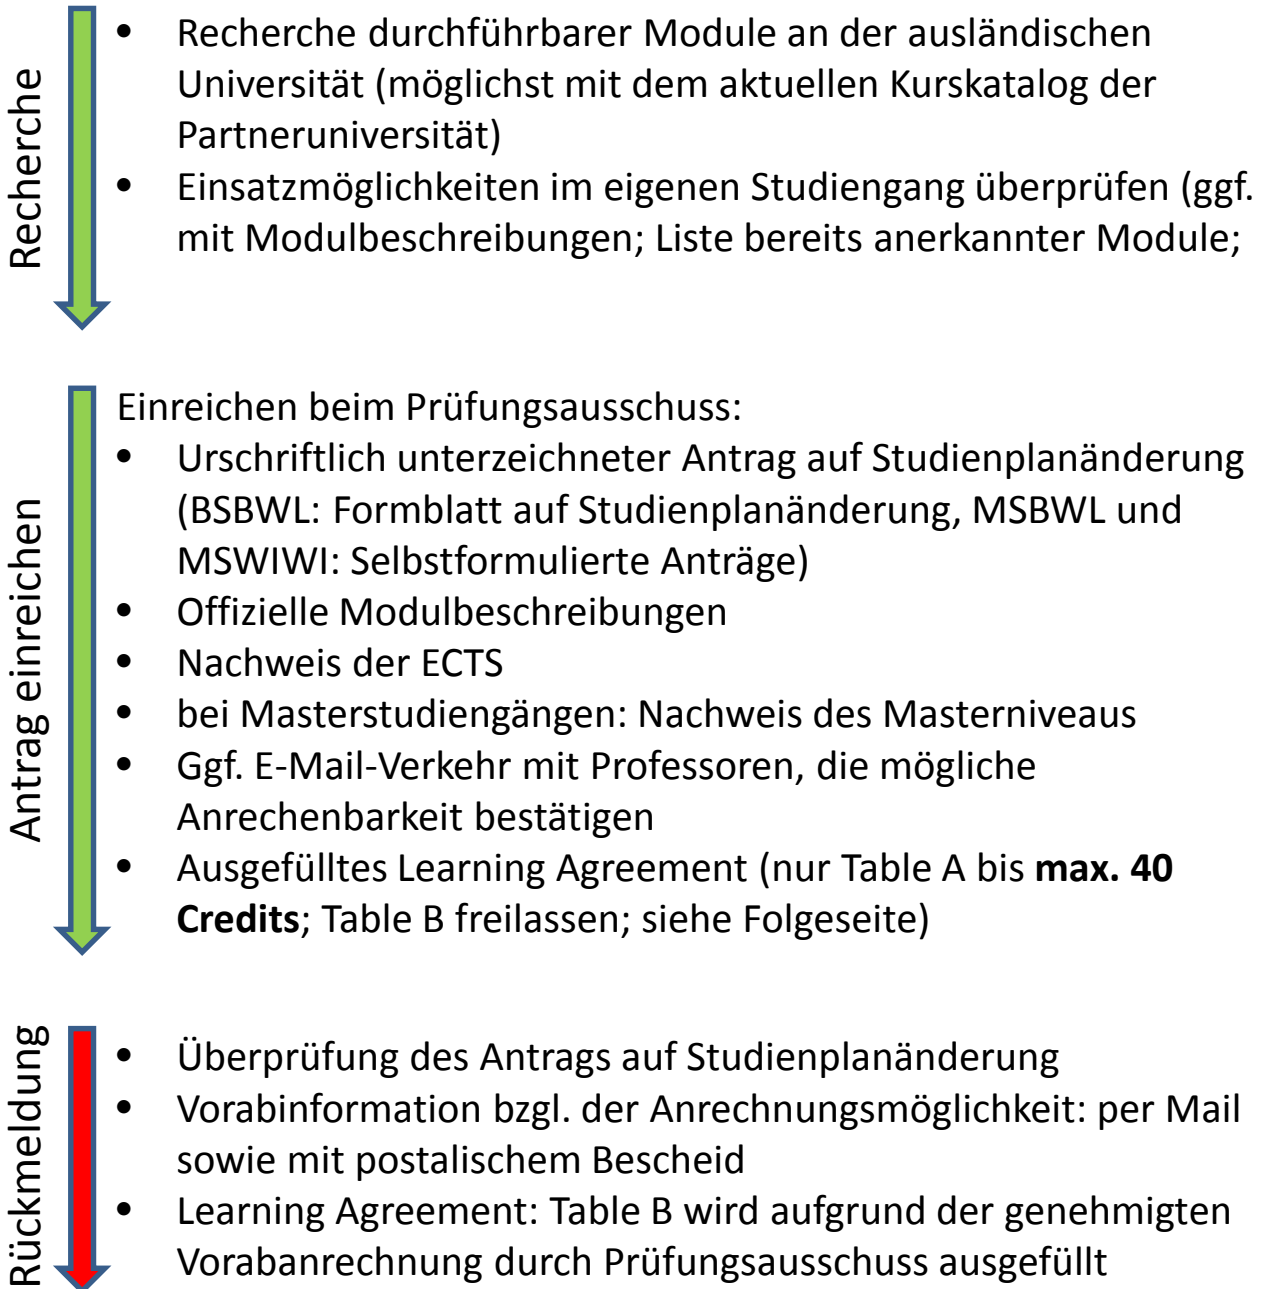 Recherche
• Recherche durchführbarer Module an der ausländischen
Universität (möglichst mit dem aktuellen Kurskatalog der
Partneruniversität)
• Einsatzmöglichkeiten im eigenen Studiengang überprüfen (ggf.
mit Modulbeschreibungen; Liste bereits anerkannter Module;
Antrag einreichen
Einreichen beim Prüfungsausschuss:
• Urschriftlich unterzeichneter Antrag auf Studienplanänderung
(BSBWL: Formblatt auf Studienplanänderung, MSBWL und
MSWIWI: Selbstformulierte Anträge)
• Offizielle Modulbeschreibungen
• Nachweis der ECTS
• bei Masterstudiengängen: Nachweis des Masterniveaus
• Ggf. E-Mail-Verkehr mit Professoren, die mögliche
Anrechenbarkeit bestätigen
• Ausgefülltes Learning Agreement (nur Table A bis max. 40
Credits; Table B freilassen; siehe Folgeseite)
Rückmeldung
• Überprüfung des Antrags auf Studienplanänderung
• Vorabinformation bzgl. der Anrechnungsmöglichkeit: per Mail
sowie mit postalischem Bescheid
• Learning Agreement: Table B wird aufgrund der genehmigten
Vorabanrechnung durch Prüfungsausschuss ausgefüllt